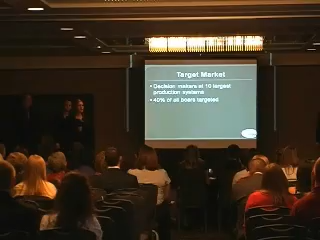 Target Market
• Decision makers at 10 largest
production systems
• 40% of all boars targeted